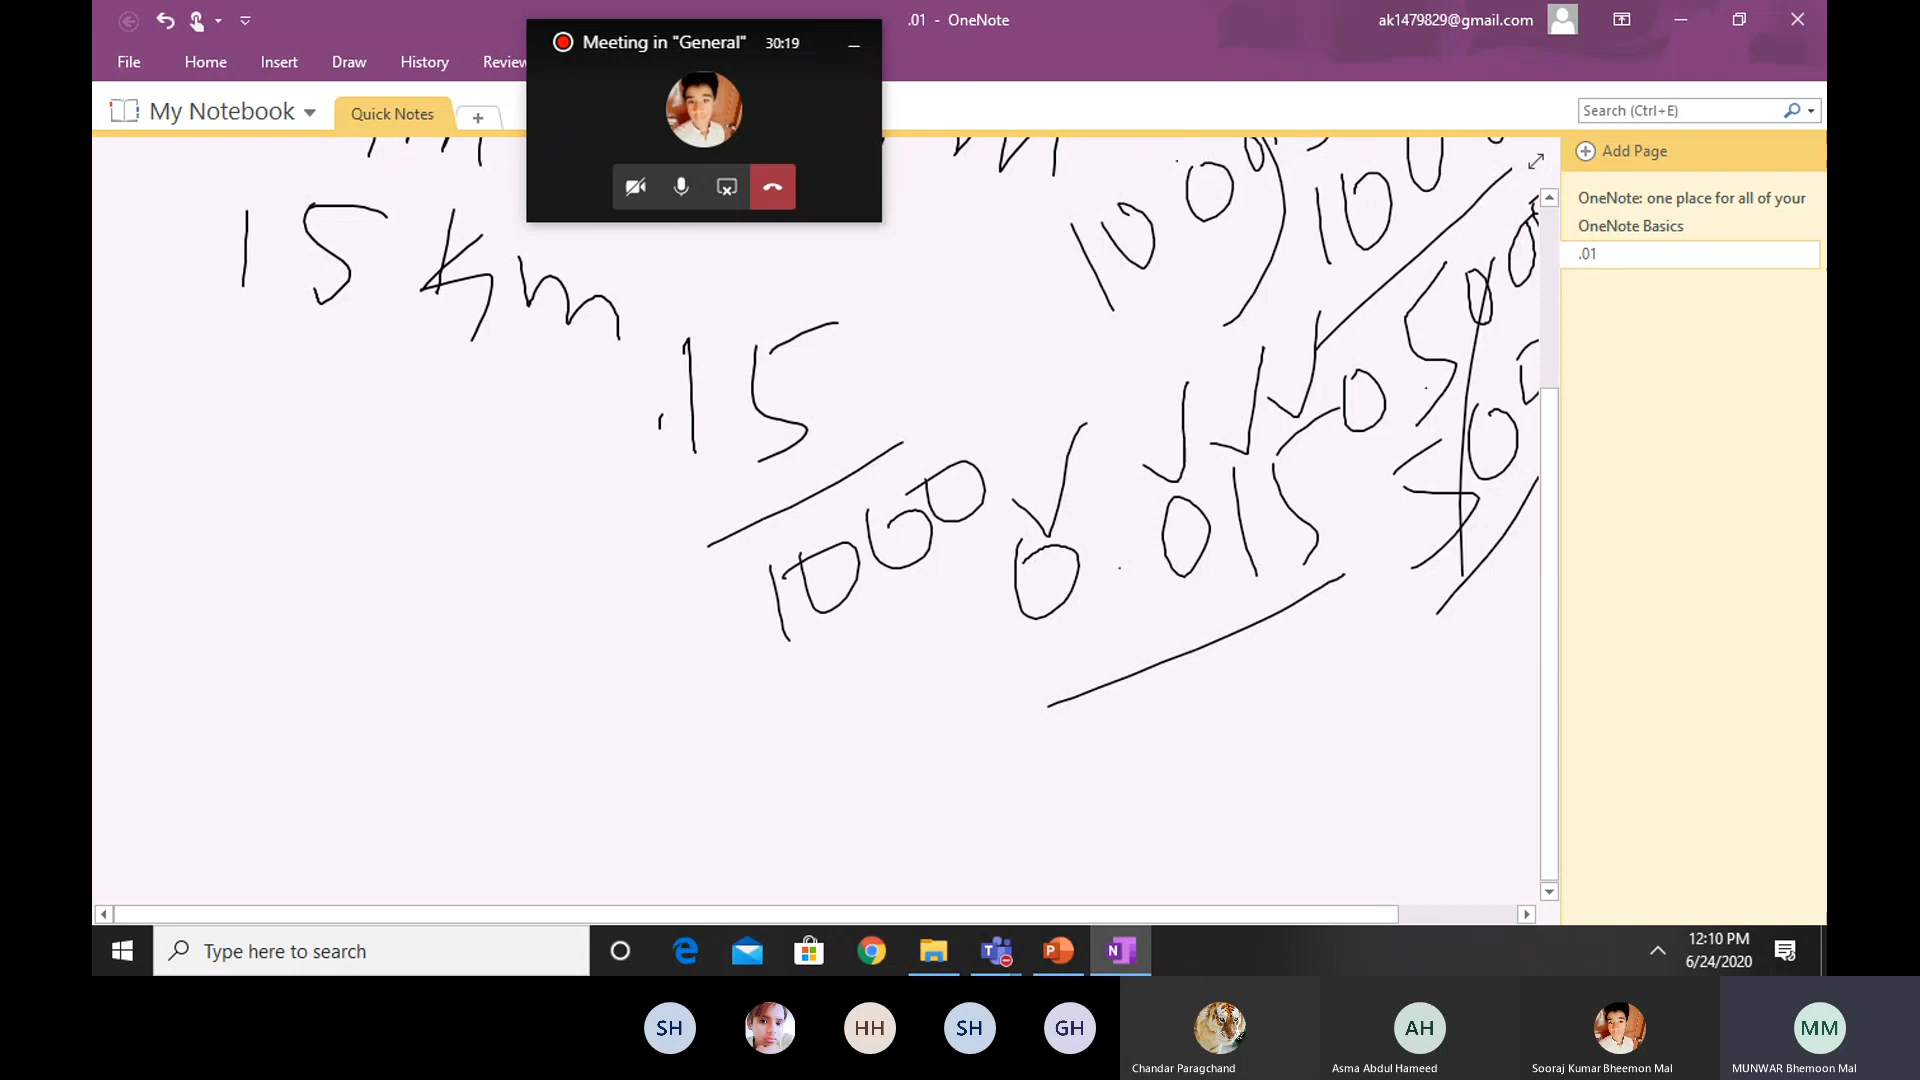 .01 - OneNote
ak1479829@gmail.com
Meeting in "General" 30:19
File Home Insert Draw History Review
My Notebook Quick Notes
Search (Ctrl+E)
Add Page
OneNote: one place for all of your
OneNote Basics
.01
15 Km
.15
1000
0.015
Type here to search
12:10 PM
6/24/2020
SH HH SH GH AH MM
Chandar Paragchand
Asma Abdul Hameed
Sooraj Kumar Bheemon Mal
MUNWAR Bhemoon Mal